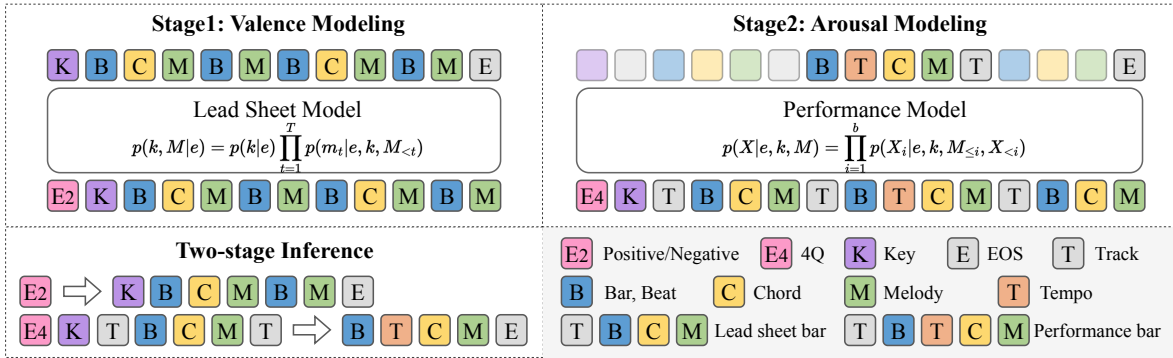 Stage1: Valence Modeling
K B C M B M B C M B M E
Lead Sheet Model
p(k, M|e) = p(k|e) ∏_{t=1}^{T} p(m_t|e, k, M_{<t})
E2 K B C M B M B C M B M
Stage2: Arousal Modeling
B T C M T E
Performance Model
p(X|e, k, M) = ∏_{i=1}^{b} p(X_i|e, k, M_{≤i}, X_{<i})
E4 K T B C M T B T C M T B C M
Two-stage Inference
E2 K B C M B M E
E4 K T B C M T B T C M E
E2 Positive/Negative E4 4Q K Key E EOS T Track
B Bar, Beat C Chord M Melody T Tempo
T B C M Lead sheet bar T B T C M Performance bar